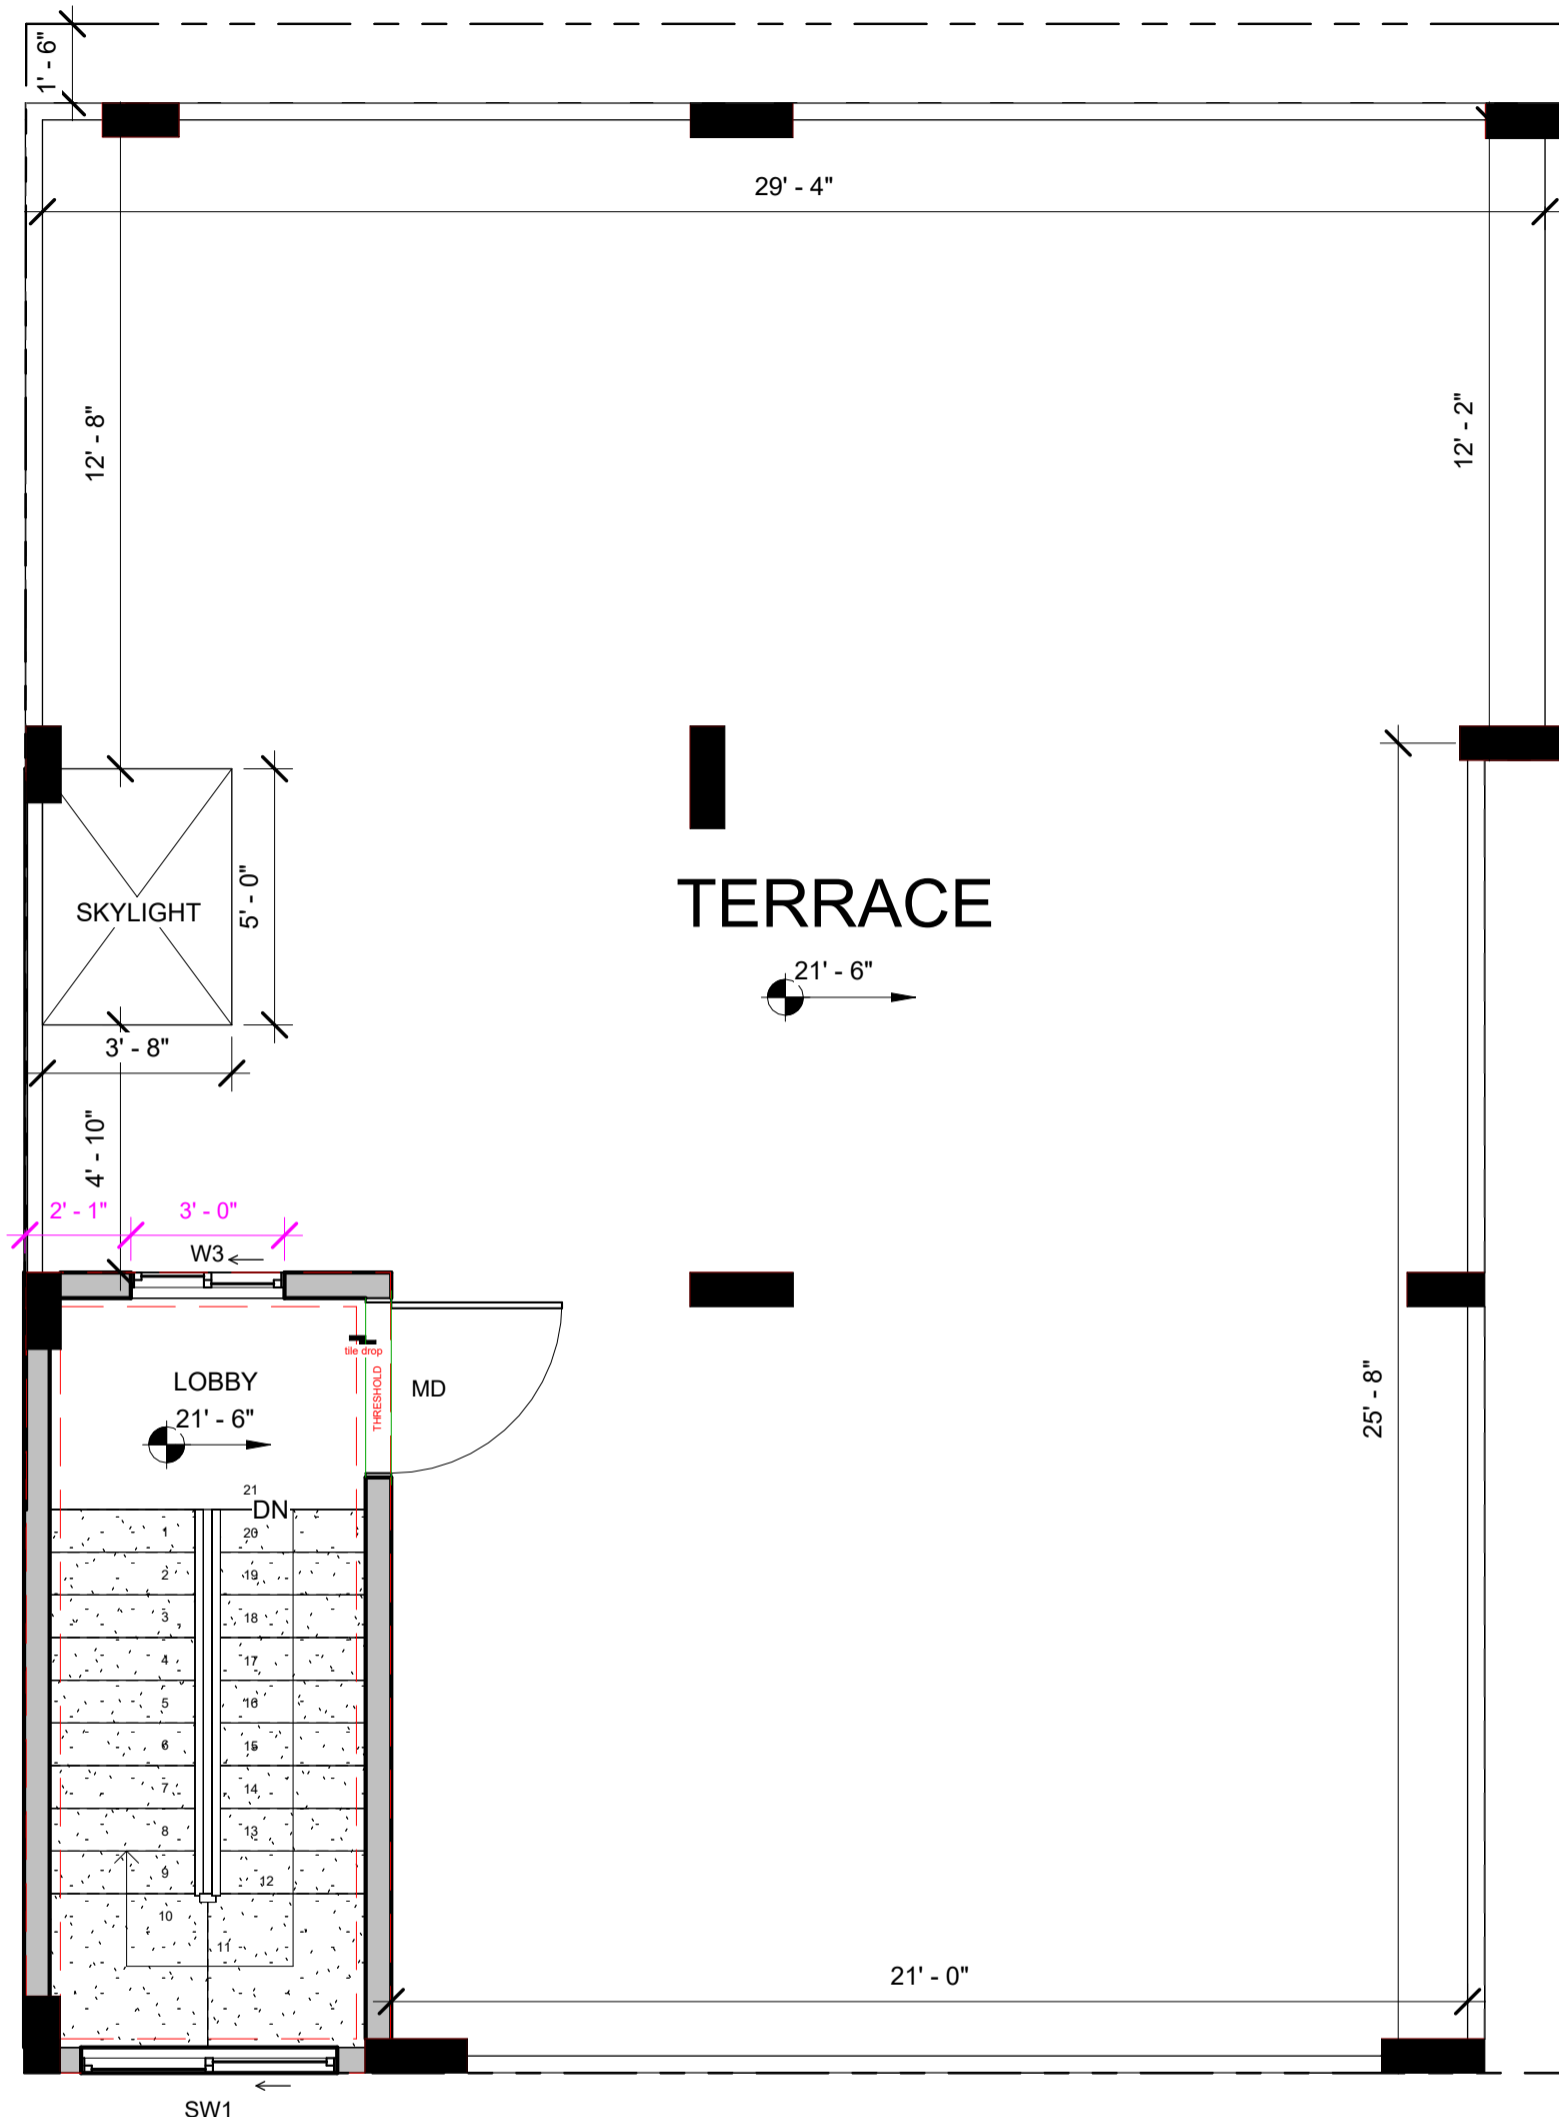 1' - 6"
29' - 4"
12' - 8"
12' - 2"
SKYLIGHT
5' - 0"
TERRACE
21' - 6"
3' - 8"
4' - 10"
2' - 1"
3' - 0"
W3
tile drop
THRESHOLD
MD
LOBBY
21' - 6"
25' - 8"
21
DN
1
20
2
19
3
18
4
17
5
16
6
15
7
14
8
13
9
12
10
11
21' - 0"
SW1